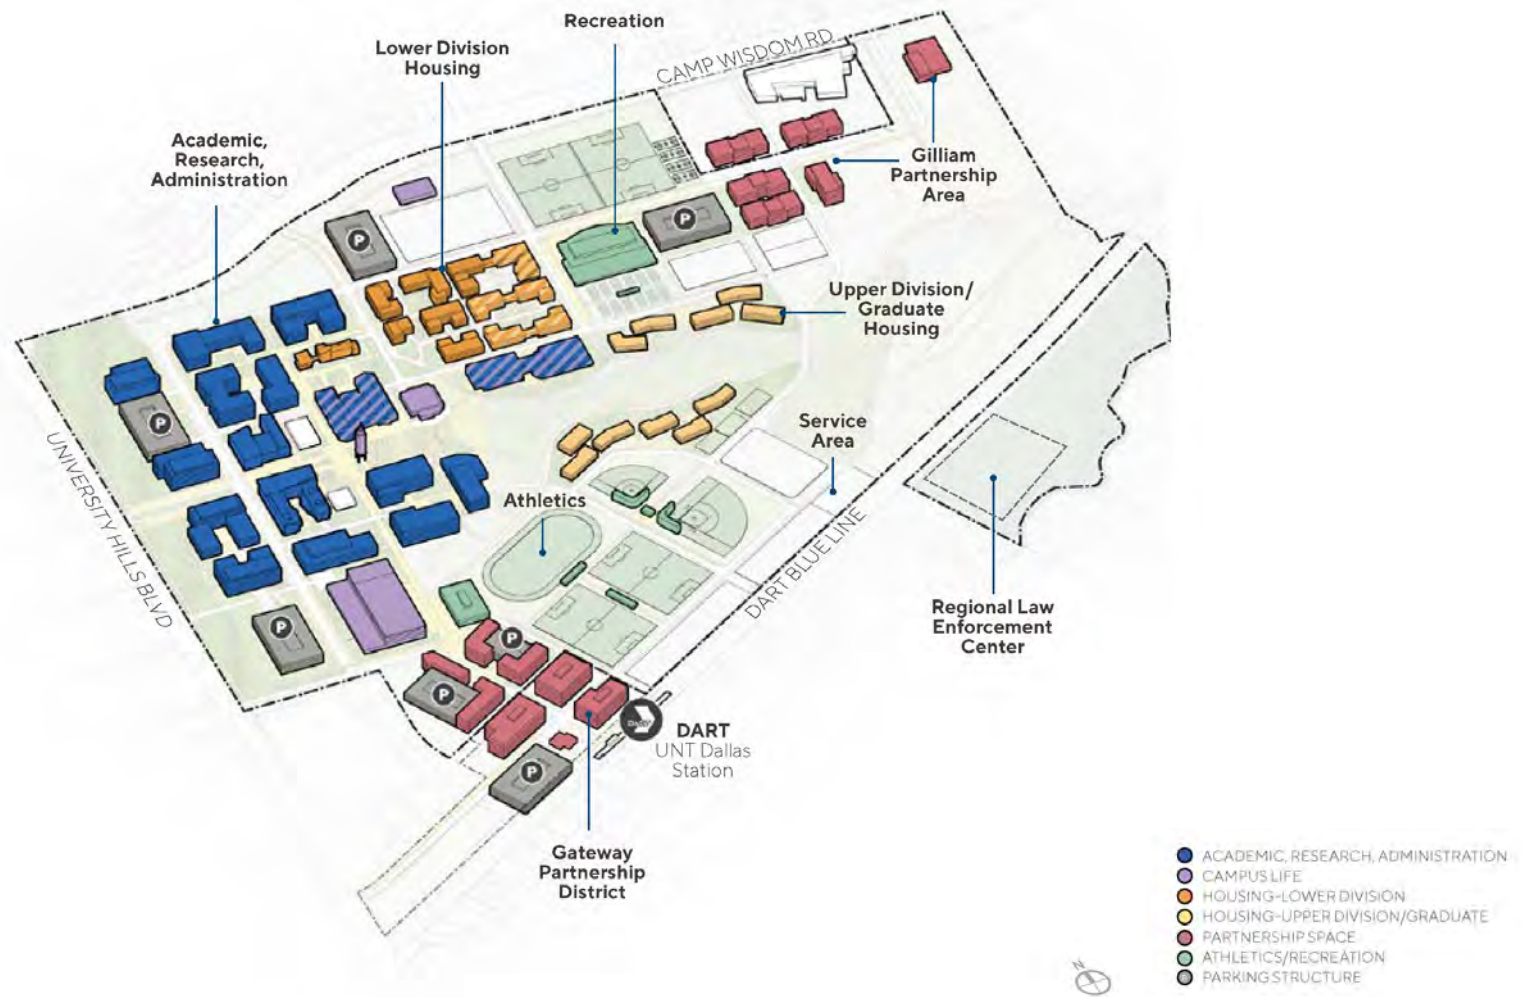 Recreation
Lower Division
Housing
CAMP WISDOM RD
Academic,
Research,
Administration
Gilliam
Partnership
Area
P
P
Upper Division/
Graduate
Housing
P
Service
Area
UNIVERSITY HILLS BLVD
Athletics
DART BLUE LINE
Regional Law
Enforcement
Center
P
P
P
DART
UNT Dallas
Station
P
Gateway
Partnership
District
ACADEMIC, RESEARCH, ADMINISTRATION
CAMPUS LIFE
HOUSING-LOWER DIVISION
HOUSING-UPPER DIVISION/GRADUATE
PARTNERSHIP SPACE
ATHLETICS/RECREATION
PARKING STRUCTURE
N